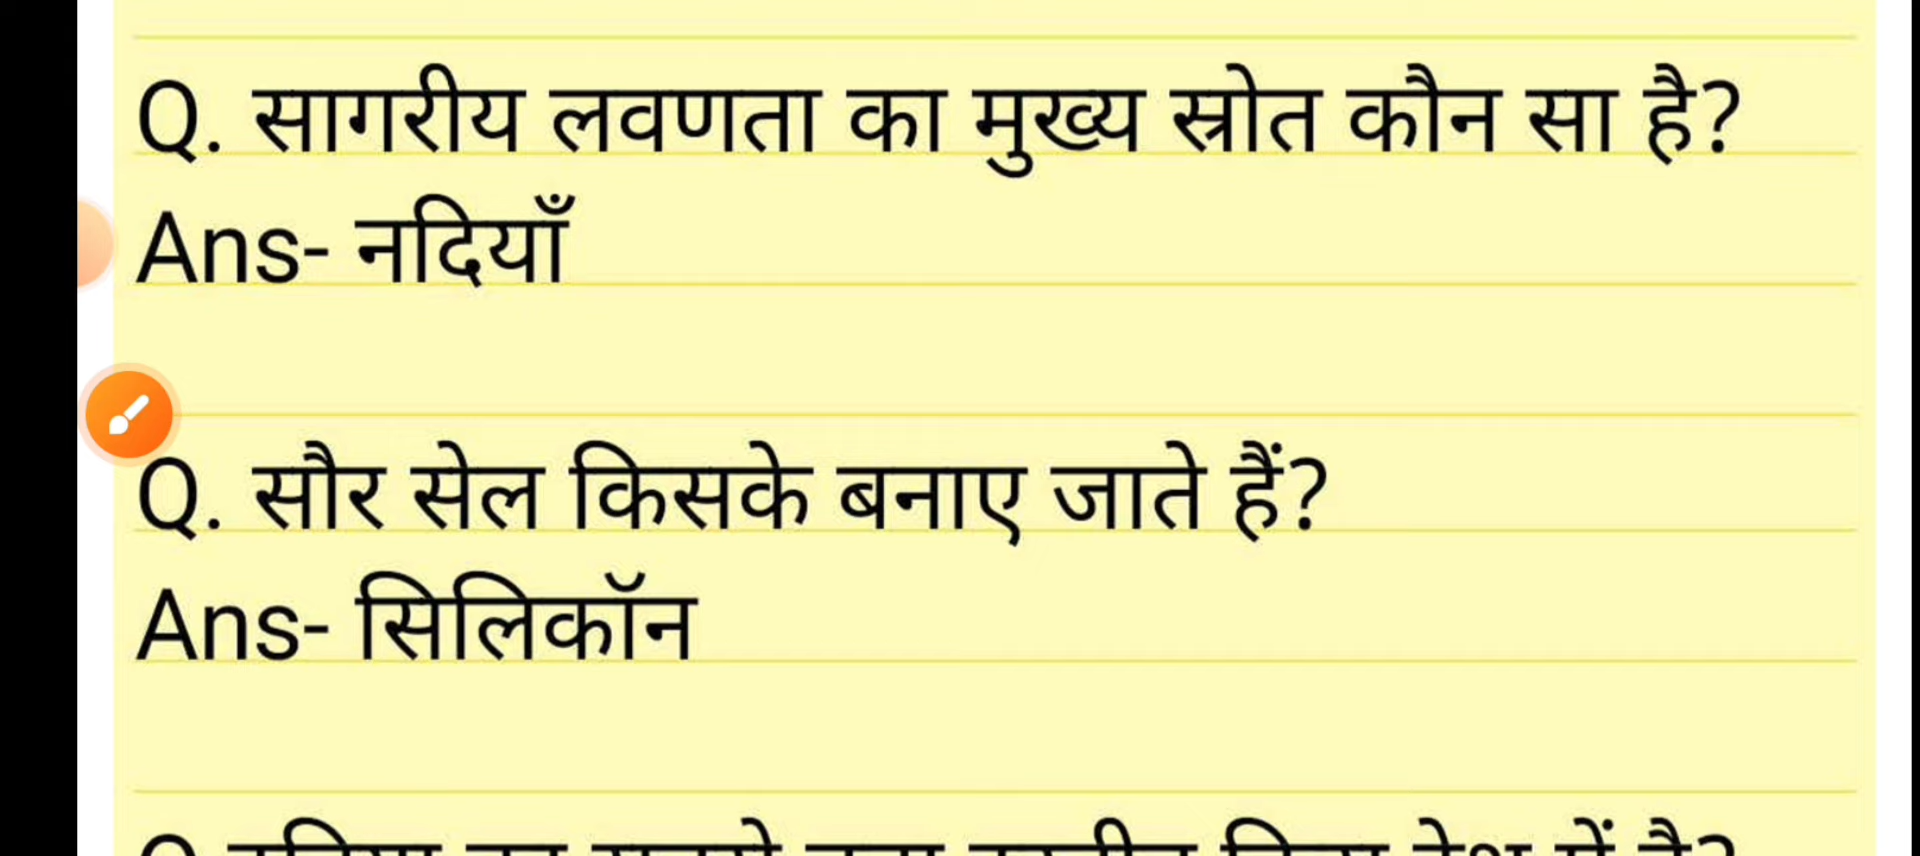 Q. सागरीय लवणता का मुख्य स्रोत कौन सा है?
Ans- नदियाँ
Q. सौर सेल किसके बनाए जाते हैं?
Ans- सिलिकॉन